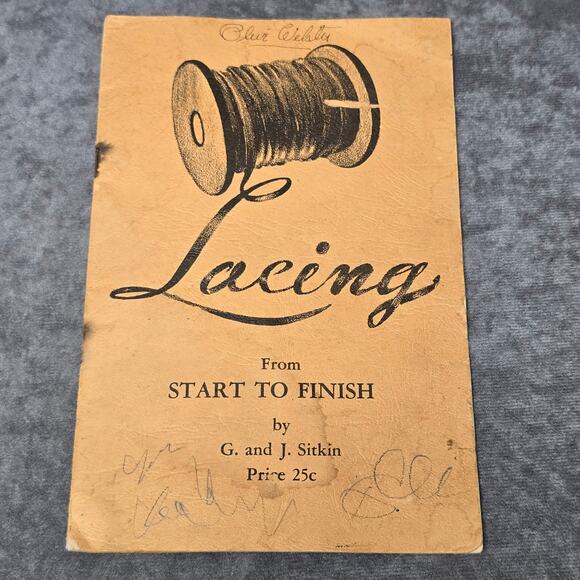 Lacing
From
START TO FINISH
by
G. and J. Sitkin
Price 25c